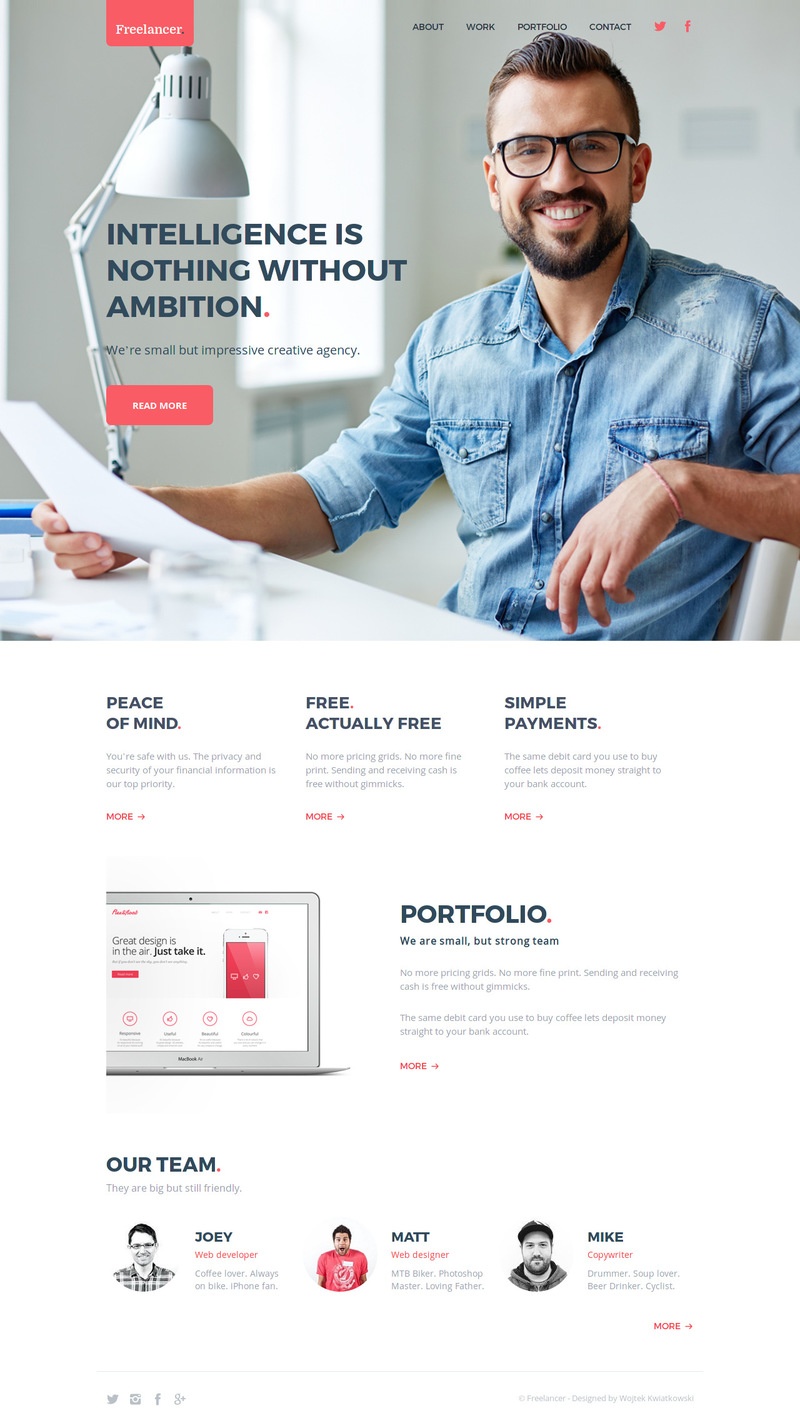 Freelancer.
ABOUT WORK PORTFOLIO CONTACT
INTELLIGENCE IS
NOTHING WITHOUT
AMBITION.
We're small but impressive creative agency.
READ MORE
PEACE
OF MIND.
You're safe with us. The privacy and
security of your financial information is
our top priority.
MORE →
FREE.
ACTUALLY FREE
No more pricing grids. No more fine
print. Sending and receiving cash is
free without gimmicks.
MORE →
SIMPLE
PAYMENTS.
The same debit card you use to buy
coffee lets deposit money straight to
your bank account.
MORE →
Great design is
in the air. Just take it.
Read more
Responsive Useful Beautiful Colourful
MacBook Air
PORTFOLIO.
We are small, but strong team
No more pricing grids. No more fine print. Sending and receiving
cash is free without gimmicks.
The same debit card you use to buy coffee lets deposit money
straight to your bank account.
MORE →
OUR TEAM.
They are big but still friendly.
JOEY
Web developer
Coffee lover. Always
on bike. iPhone fan.
MATT
Web designer
MTB Biker. Photoshop
Master. Loving Father.
MIKE
Copywriter
Drummer. Soup lover.
Beer Drinker. Cyclist.
MORE →
© Freelancer - Designed by Wojtek Kwiatkowski